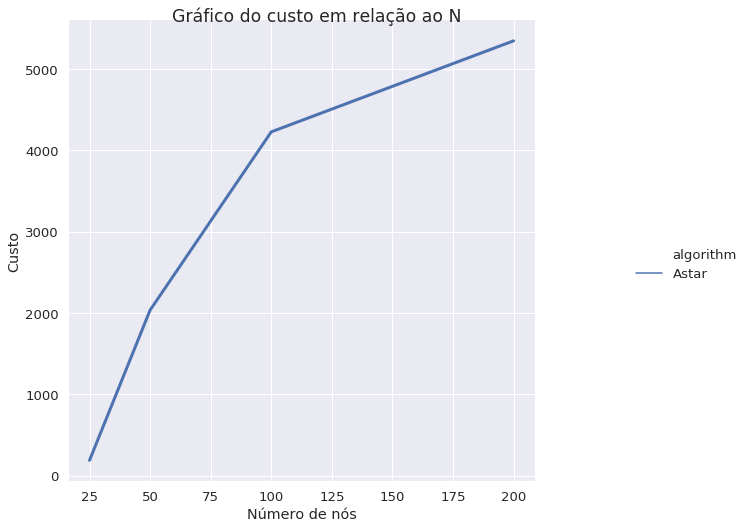 Gráfico do custo em relação ao N
5000
4000
3000
2000
1000
0
Custo
25 50 75 100 125 150 175 200
Número de nós
algorithm
Astar